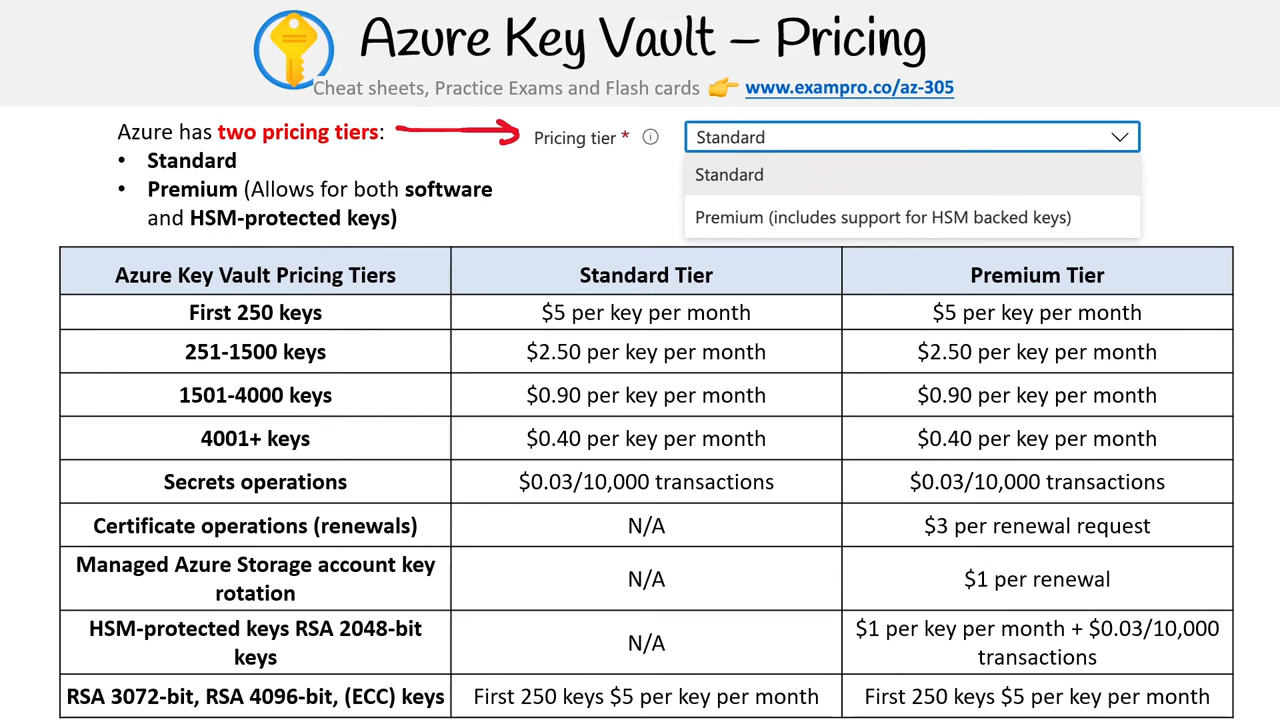 Azure Key Vault – Pricing
Cheat sheets, Practice Exams and Flash cards 👉 www.exampro.co/az-305
Azure has two pricing tiers:
• Standard
• Premium (Allows for both software
and HSM-protected keys)
Pricing tier *
Standard
Standard
Premium (includes support for HSM backed keys)
Azure Key Vault Pricing Tiers Standard Tier Premium Tier
First 250 keys $5 per key per month $5 per key per month
251-1500 keys $2.50 per key per month $2.50 per key per month
1501-4000 keys $0.90 per key per month $0.90 per key per month
4001+ keys $0.40 per key per month $0.40 per key per month
Secrets operations $0.03/10,000 transactions $0.03/10,000 transactions
Certificate operations (renewals) N/A $3 per renewal request
Managed Azure Storage account key
rotation N/A $1 per renewal
HSM-protected keys RSA 2048-bit
keys N/A $1 per key per month + $0.03/10,000
transactions
RSA 3072-bit, RSA 4096-bit, (ECC) keys First 250 keys $5 per key per month First 250 keys $5 per key per month